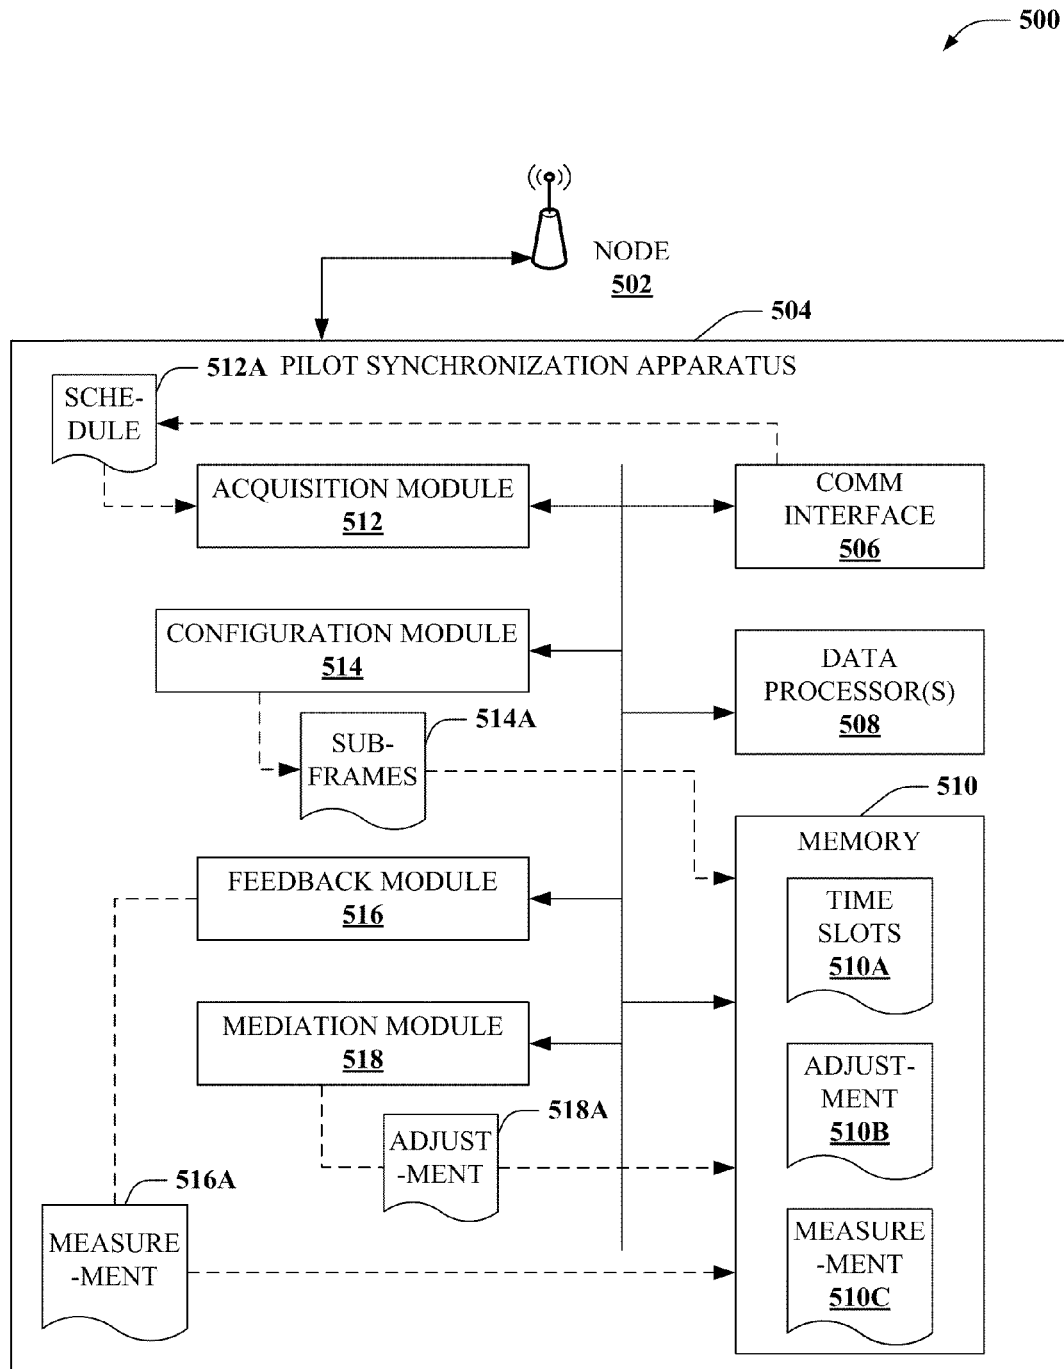 500
NODE
502
504
512A PILOT SYNCHRONIZATION APPARATUS
SCHE-
DULE
ACQUISITION MODULE
512
COMM
INTERFACE
506
CONFIGURATION MODULE
514
DATA
PROCESSOR(S)
508
514A
SUB-
FRAMES
510
MEMORY
FEEDBACK MODULE
516
TIME
SLOTS
510A
MEDIATION MODULE
518
ADJUST-
MENT
510B
518A
ADJUST
-MENT
516A
MEASURE
-MENT
MEASURE
-MENT
510C